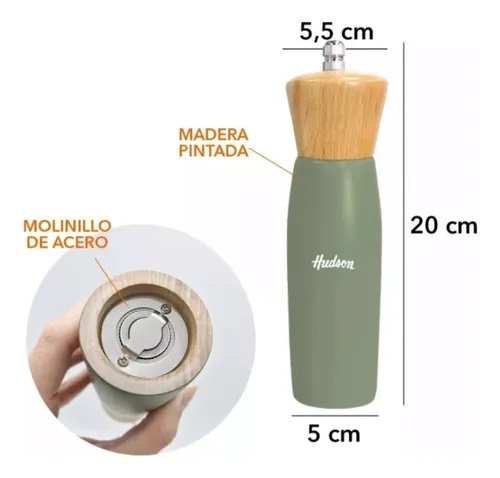 5,5 cm
MADERA
PINTADA
MOLINILLO
DE ACERO
20 cm
Hudson
5 cm